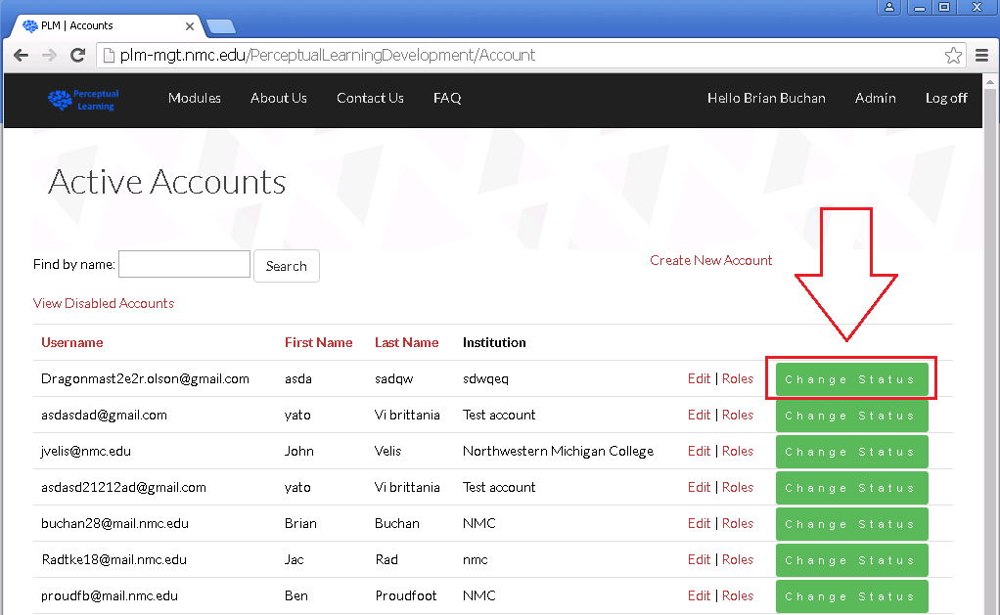 PLM | Accounts
plm-mgt.nmc.edu/PerceptualLearningDevelopment/Account
Perceptual Learning Modules About Us Contact Us FAQ Hello Brian Buchan Admin Log off
Active Accounts
Find by name: Search Create New Account
View Disabled Accounts
Username First Name Last Name Institution
Dragonmast2e2r.olson@gmail.com asda sadqw sdwqeq Edit | Roles Change Status
asdasdad@gmail.com yato Vi brittania Test account Edit | Roles Change Status
jvelis@nmc.edu John Velis Northwestern Michigan College Edit | Roles Change Status
asdasd21212ad@gmail.com yato Vi brittania Test account Edit | Roles Change Status
buchan28@mail.nmc.edu Brian Buchan NMC Edit | Roles Change Status
Radtke18@mail.nmc.edu Jac Rad nmc Edit | Roles Change Status
proudfb@mail.nmc.edu Ben Proudfoot NMC Edit | Roles Change Status